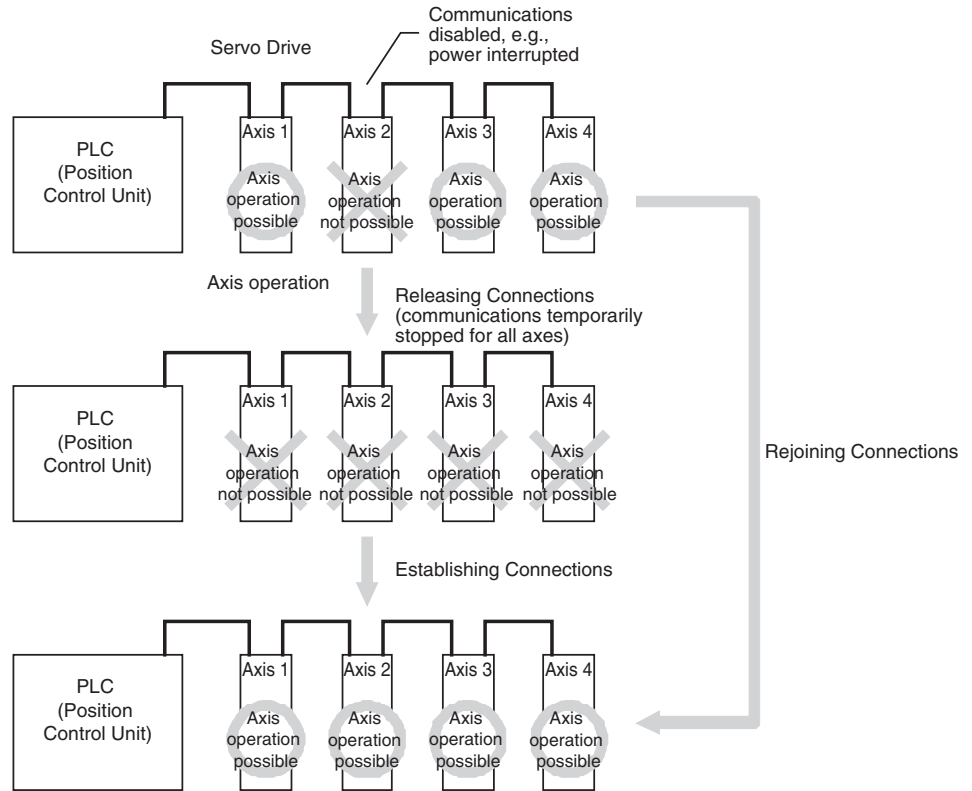 Communications
disabled, e.g.,
power interrupted
Servo Drive
PLC
(Position
Control Unit)
Axis 1
Axis
operation
possible
Axis 2
Axis
operation
not possible
Axis 3
Axis
operation
possible
Axis 4
Axis
operation
possible
Axis operation
Releasing Connections
(communications temporarily
stopped for all axes)
PLC
(Position
Control Unit)
Axis 1
Axis
operation
not possible
Axis 2
Axis
operation
not possible
Axis 3
Axis
operation
not possible
Axis 4
Axis
operation
not possible
Rejoining Connections
Establishing Connections
PLC
(Position
Control Unit)
Axis 1
Axis
operation
possible
Axis 2
Axis
operation
possible
Axis 3
Axis
operation
possible
Axis 4
Axis
operation
possible